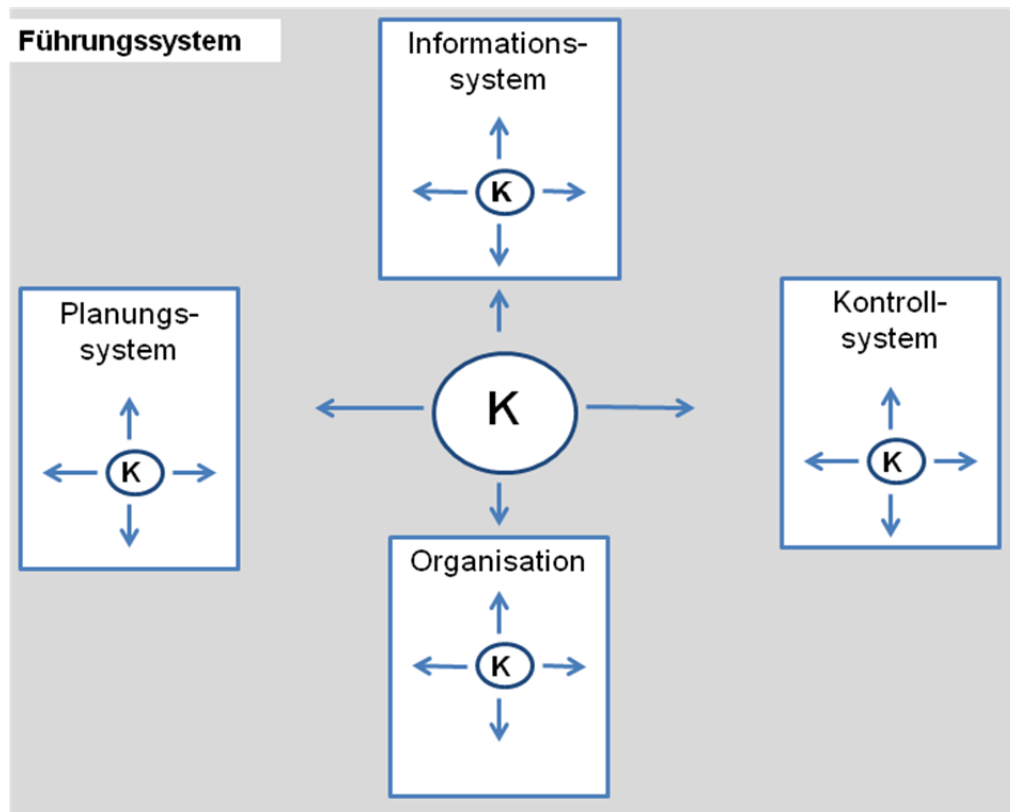 Führungssystem
Informations-
system
K
Planungs-
system
K
K
Kontroll-
system
K
Organisation
K